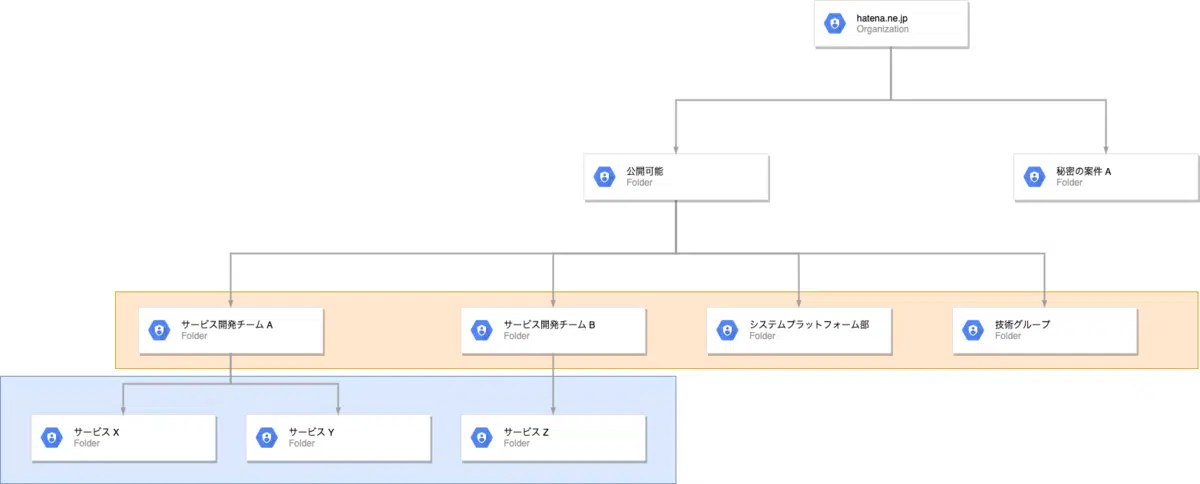 hatena.ne.jp
Organization
公開可能
Folder
秘密の案件 A
Folder
サービス開発チーム A
Folder
サービス開発チーム B
Folder
システムプラットフォーム部
Folder
技術グループ
Folder
サービス X
Folder
サービス Y
Folder
サービス Z
Folder